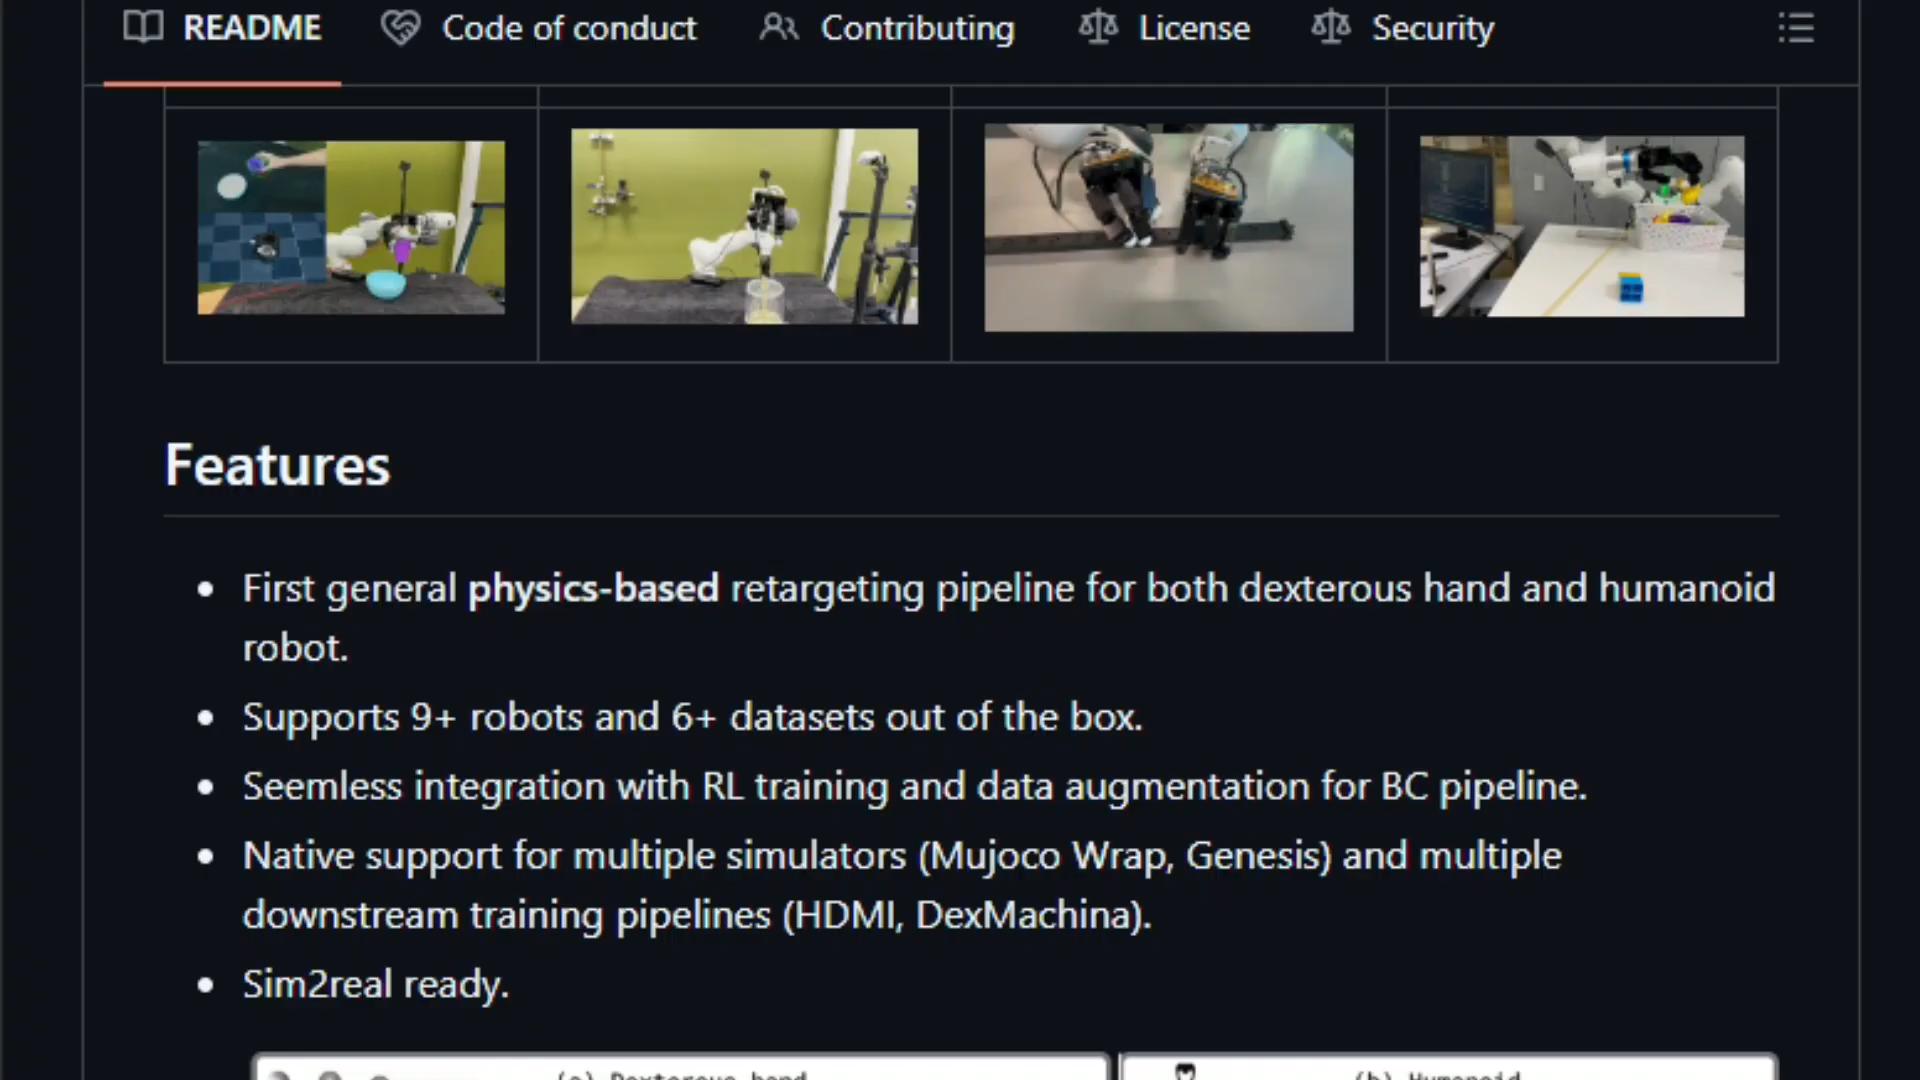 README Code of conduct Contributing License Security
Features
First general physics-based retargeting pipeline for both dexterous hand and humanoid
robot.
Supports 9+ robots and 6+ datasets out of the box.
Seemless integration with RL training and data augmentation for BC pipeline.
Native support for multiple simulators (Mujoco Wrap, Genesis) and multiple
downstream training pipelines (HDMI, DexMachina).
Sim2real ready.
(a) Dexterous hand (b) Humanoid